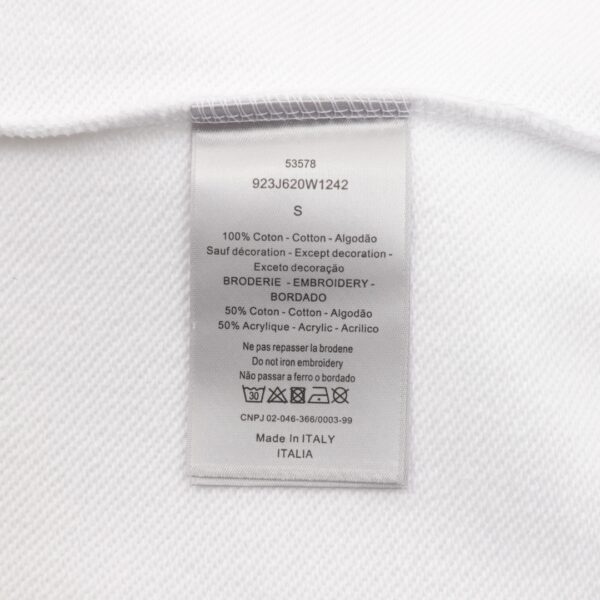 53578
923J620W1242
S
100% Coton - Cotton - Algodão
Sauf décoration - Except decoration -
Exceto decoração
BRODERIE - EMBROIDERY -
BORDADO
50% Coton - Cotton - Algodão
50% Acrylique - Acrylic - Acrilico
Ne pas repasser la brodene
Do not iron embroidery
Não passar a ferro o bordado
30
CNPJ 02-046-366/0003-99
Made In ITALY
ITALIA